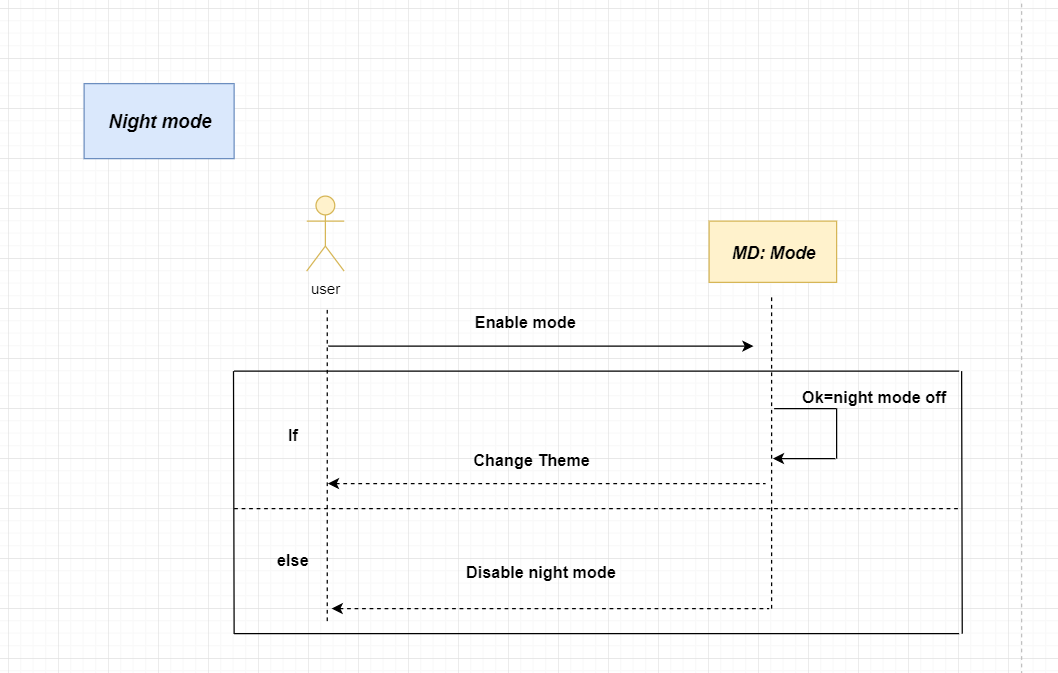 Night mode
user
MD: Mode
Enable mode
Ok=night mode off
If
Change Theme
else
Disable night mode